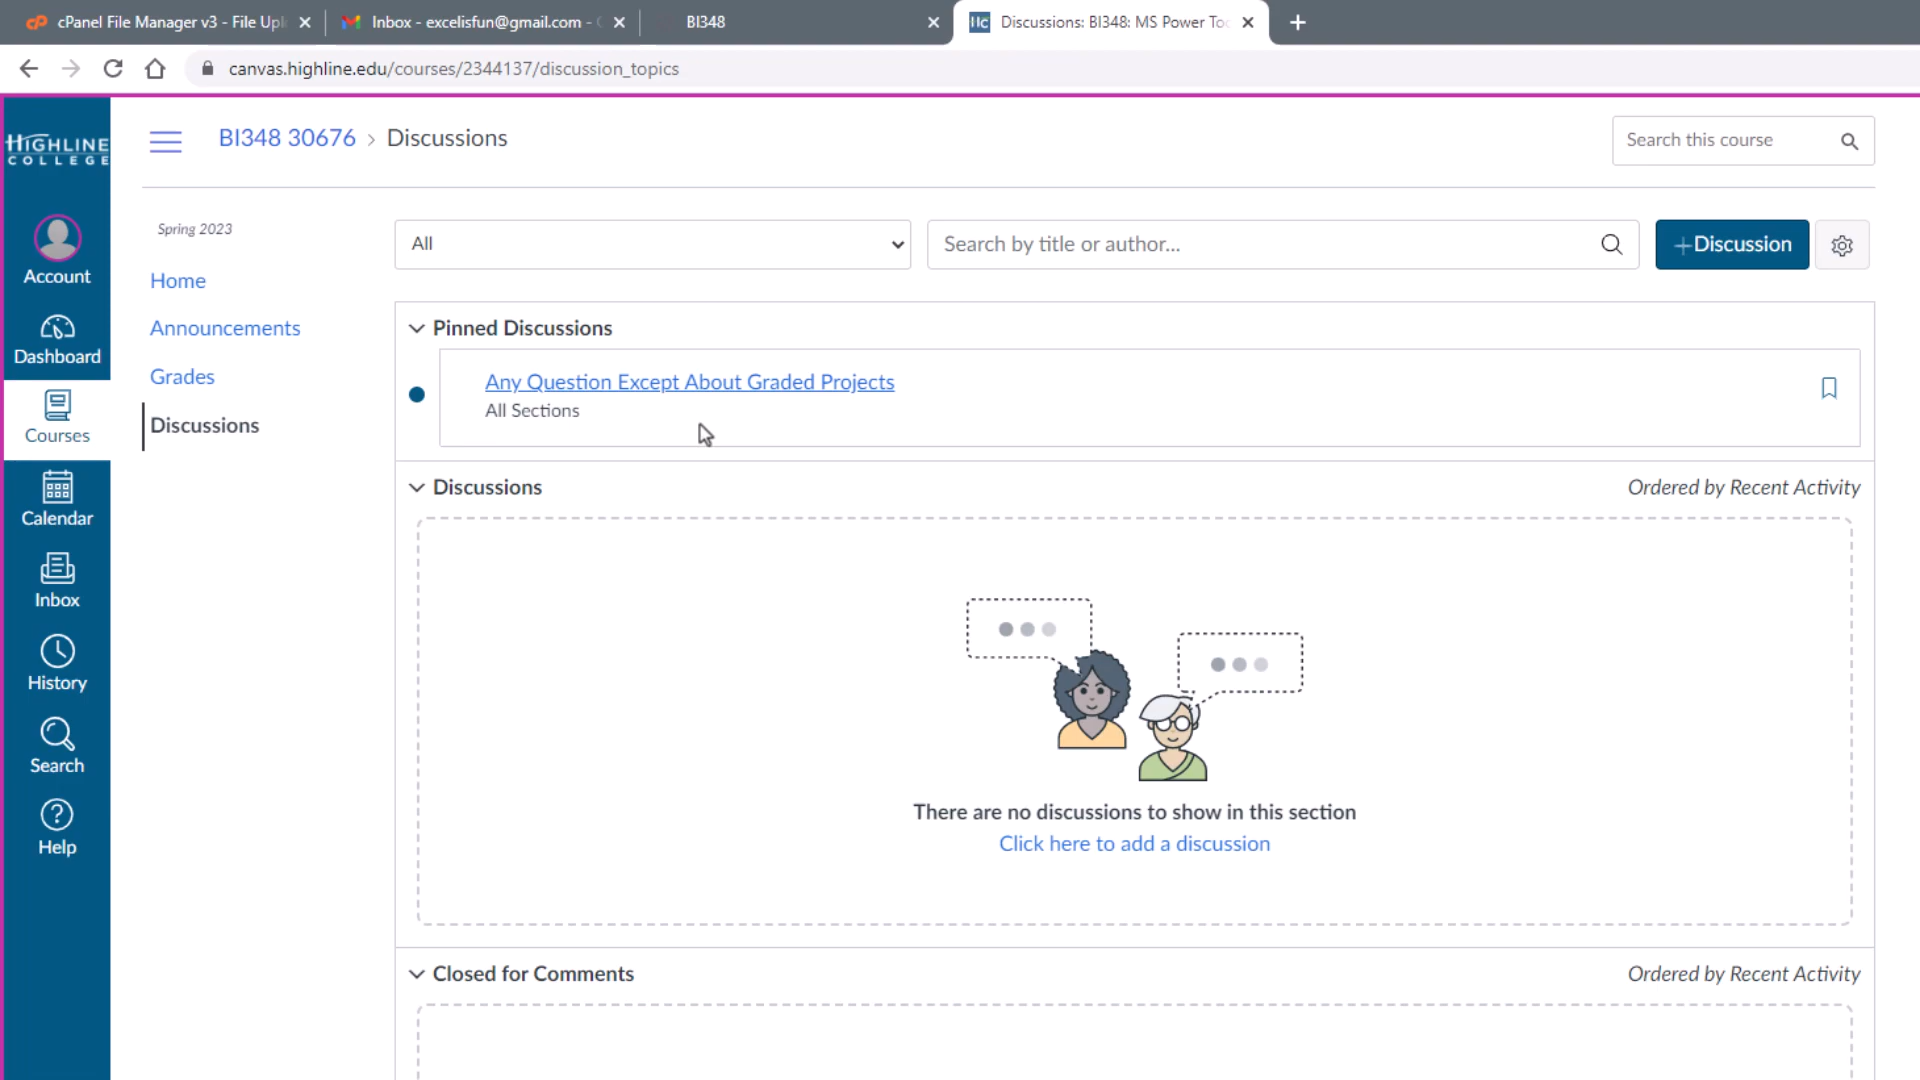 cPanel File Manager v3 - File Upl
Inbox - excelisfun@gmail.com -
BI348
Discussions: BI348: MS Power To
canvas.highline.edu/courses/2344137/discussion_topics
HIGHLINE
COLLEGE
BI348 30676 > Discussions
Search this course
Account
Dashboard
Courses
Calendar
Inbox
History
Search
Help
Spring 2023
Home
Announcements
Grades
Discussions
All
Search by title or author...
+Discussion
Pinned Discussions
Any Question Except About Graded Projects
All Sections
Discussions
Ordered by Recent Activity
There are no discussions to show in this section
Click here to add a discussion
Closed for Comments
Ordered by Recent Activity